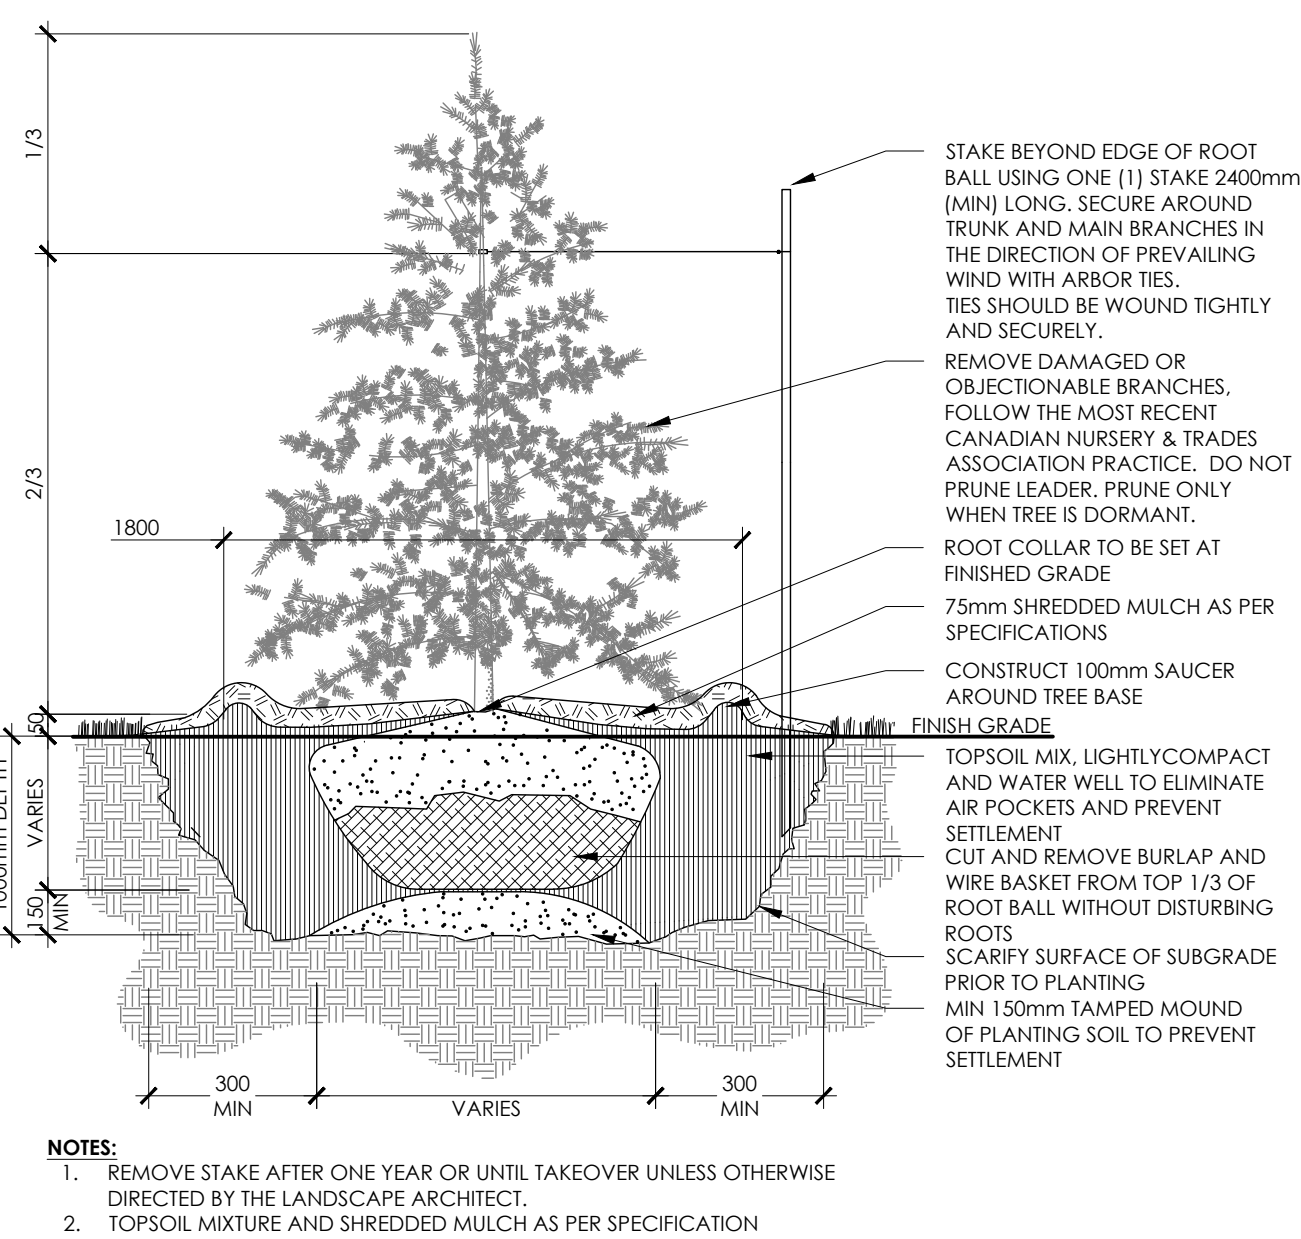 1/3
STAKE BEYOND EDGE OF ROOT
BALL USING ONE (1) STAKE 2400mm
(MIN) LONG. SECURE AROUND
TRUNK AND MAIN BRANCHES IN
THE DIRECTION OF PREVAILING
WIND WITH ARBOR TIES.
TIES SHOULD BE WOUND TIGHTLY
AND SECURELY.
REMOVE DAMAGED OR
OBJECTIONABLE BRANCHES,
FOLLOW THE MOST RECENT
CANADIAN NURSERY & TRADES
ASSOCIATION PRACTICE. DO NOT
PRUNE LEADER. PRUNE ONLY
WHEN TREE IS DORMANT.
2/3
1800
ROOT COLLAR TO BE SET AT
FINISHED GRADE
75mm SHREDDED MULCH AS PER
SPECIFICATIONS
CONSTRUCT 100mm SAUCER
AROUND TREE BASE
FINISH GRADE
50
TOPSOIL MIX, LIGHTLYCOMPACT
AND WATER WELL TO ELIMINATE
AIR POCKETS AND PREVENT
SETTLEMENT
VARIES
CUT AND REMOVE BURLAP AND
WIRE BASKET FROM TOP 1/3 OF
ROOT BALL WITHOUT DISTURBING
ROOTS
150
MIN
SCARIFY SURFACE OF SUBGRADE
PRIOR TO PLANTING
MIN 150mm TAMPED MOUND
OF PLANTING SOIL TO PREVENT
SETTLEMENT
300
MIN
VARIES
300
MIN
NOTES:
1. REMOVE STAKE AFTER ONE YEAR OR UNTIL TAKEOVER UNLESS OTHERWISE
DIRECTED BY THE LANDSCAPE ARCHITECT.
2. TOPSOIL MIXTURE AND SHREDDED MULCH AS PER SPECIFICATION